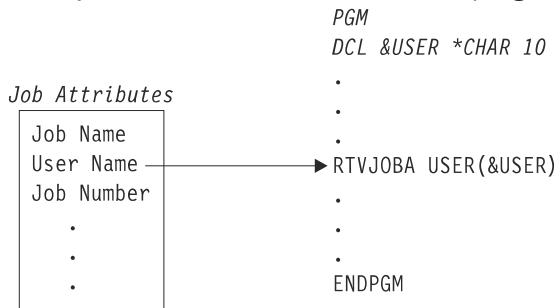 PGM
DCL &USER *CHAR 10
.
.
.
RTVJOBA USER(&USER)
.
.
.
ENDPGM
Job Attributes
Job Name
User Name
Job Number
.
.
.